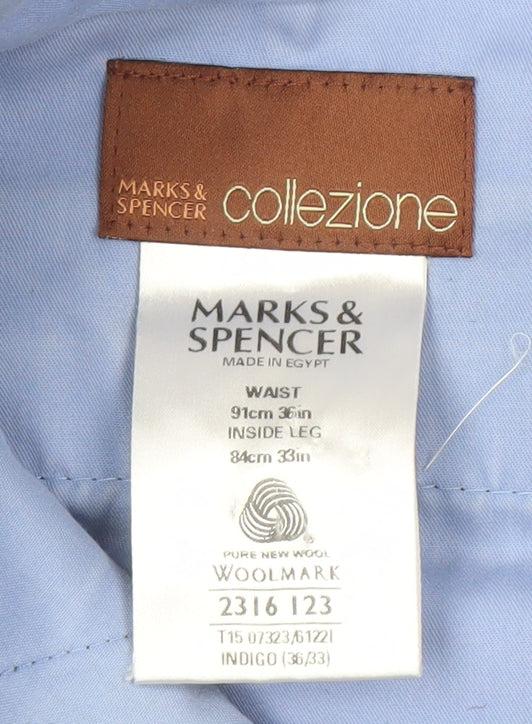 MARKS &
SPENCER
collezione
MARKS &
SPENCER
MADE IN EGYPT
WAIST
91cm 36in
INSIDE LEG
84cm 33in
PURE NEW WOOL
WOOLMARK
2316 123
T15 07323/6122I
INDIGO (36/33)